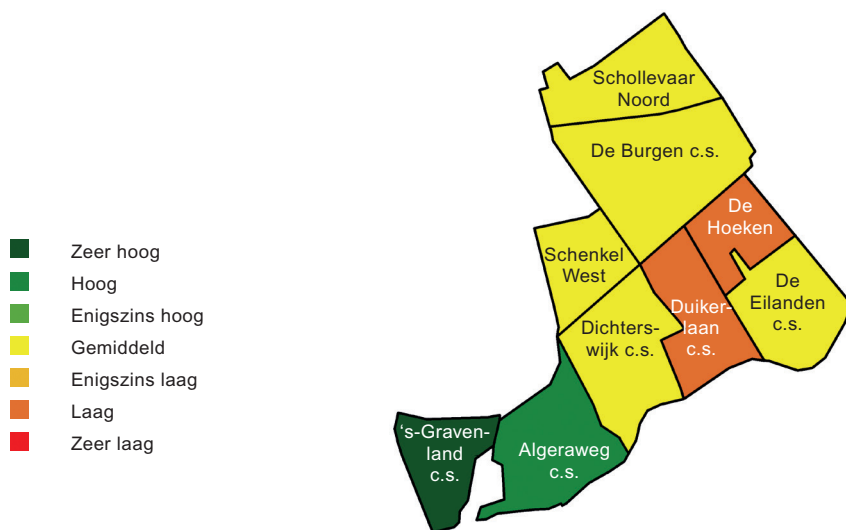 Zeer hoog
Hoog
Enigszins hoog
Gemiddeld
Enigszins laag
Laag
Zeer laag
Schollevaar
Noord
De Burgen c.s.
De
Hoeken
Schenkel
West
De
Eilanden
c.s.
Duiker-
laan
c.s.
Dichters-
wijk c.s.
's-Graven-
land
c.s.
Algeraweg
c.s.